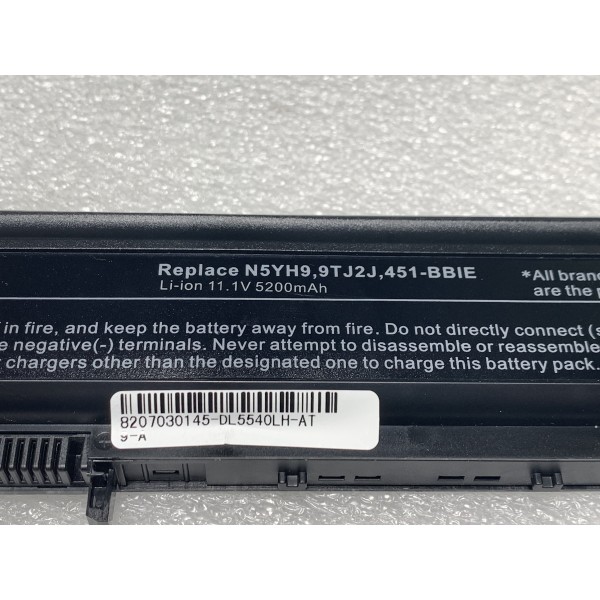 Replace N5YH9,9TJ2J,451-BBIE
Li-ion 11.1V 5200mAh
*All bran
are the p
in fire, and keep the battery away from fire. Do not directly connect (s
e negative(-) terminals. Never attempt to disassemble or reassemble
chargers other than the designated one to charge this battery pack.
8207030145-DL5540LH-AT
9-A